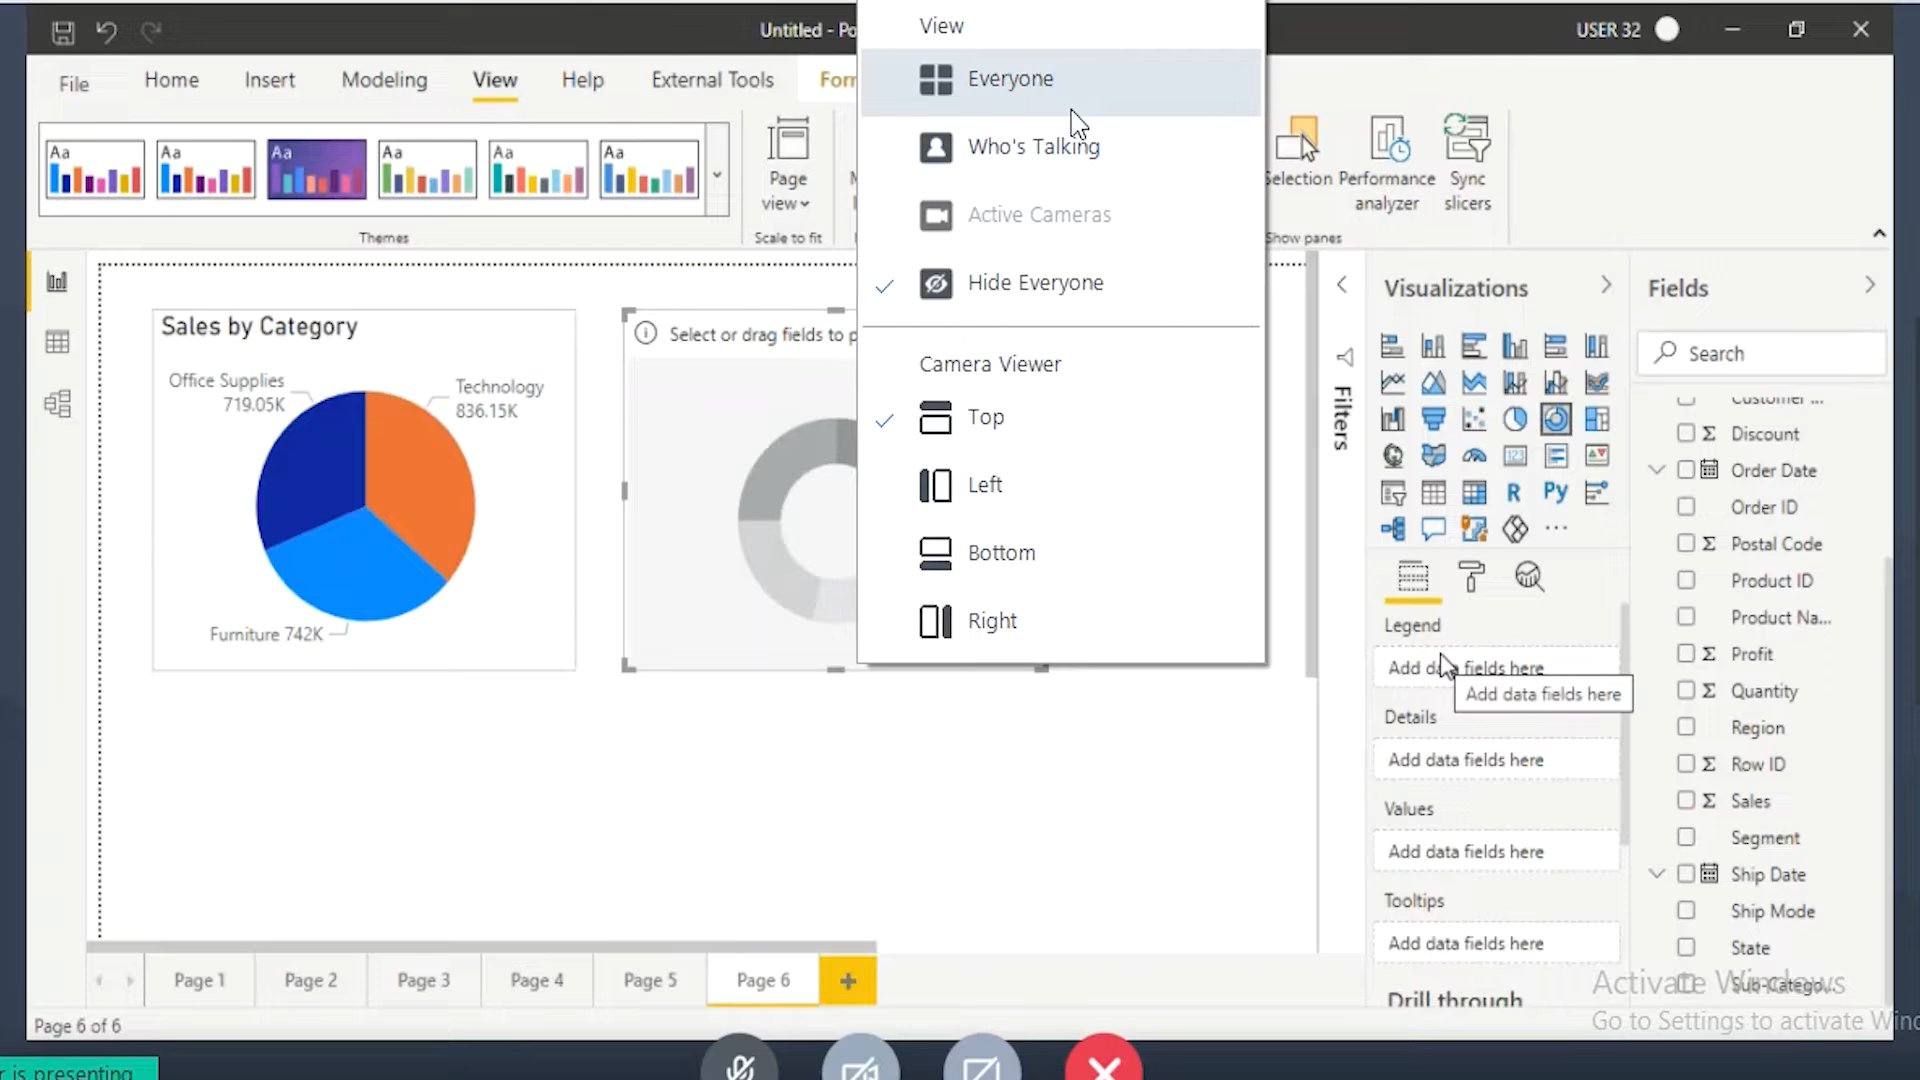 Untitled - Po
USER 32
File
Home
Insert
Modeling
View
Help
External Tools
Forr
Aa
Aa
Aa
Aa
Aa
Aa
Themes
Page
view
Scale to fit
Selection
Performance
analyzer
Sync
slicers
Show panes
View
Everyone
Who's Talking
Active Cameras
Hide Everyone
Camera Viewer
Top
Left
Bottom
Right
Sales by Category
Office Supplies
719.05K
Technology
836.15K
Furniture 742K
Select or drag fields to p
Filters
Visualizations
123
R
Py
Legend
Add data fields here
Add data fields here
Details
Add data fields here
Values
Add data fields here
Tooltips
Add data fields here
Drill through
Fields
Search
Customer ...
Σ Discount
Order Date
Order ID
Σ Postal Code
Product ID
Product Na...
Σ Profit
Σ Quantity
Region
Σ Row ID
Σ Sales
Segment
Ship Date
Ship Mode
State
Sub-Catego...
Activate Windows
Go to Settings to activate Winc
Page 1
Page 2
Page 3
Page 4
Page 5
Page 6
Page 6 of 6
r is presenting